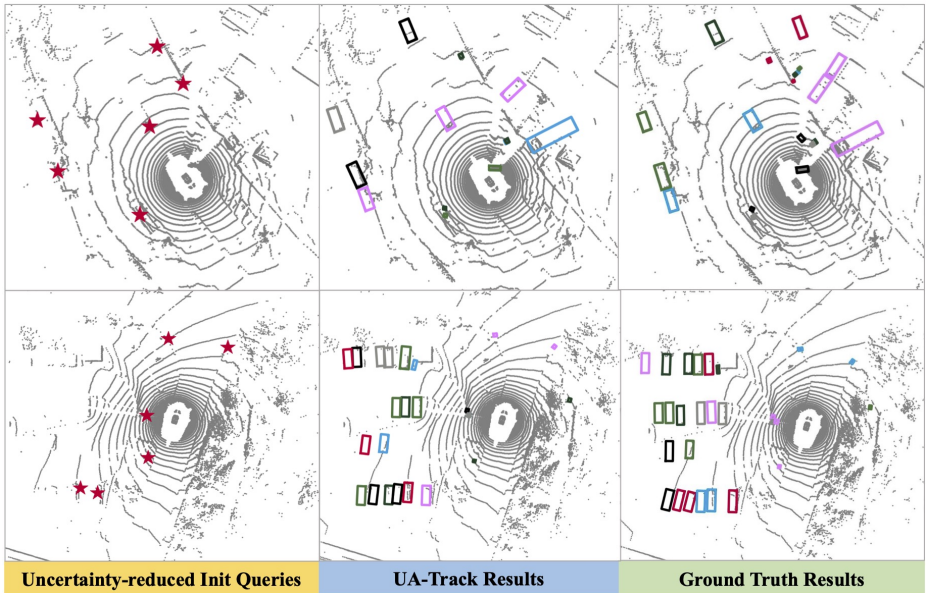 Uncertainty-reduced Init Queries
UA-Track Results
Ground Truth Results